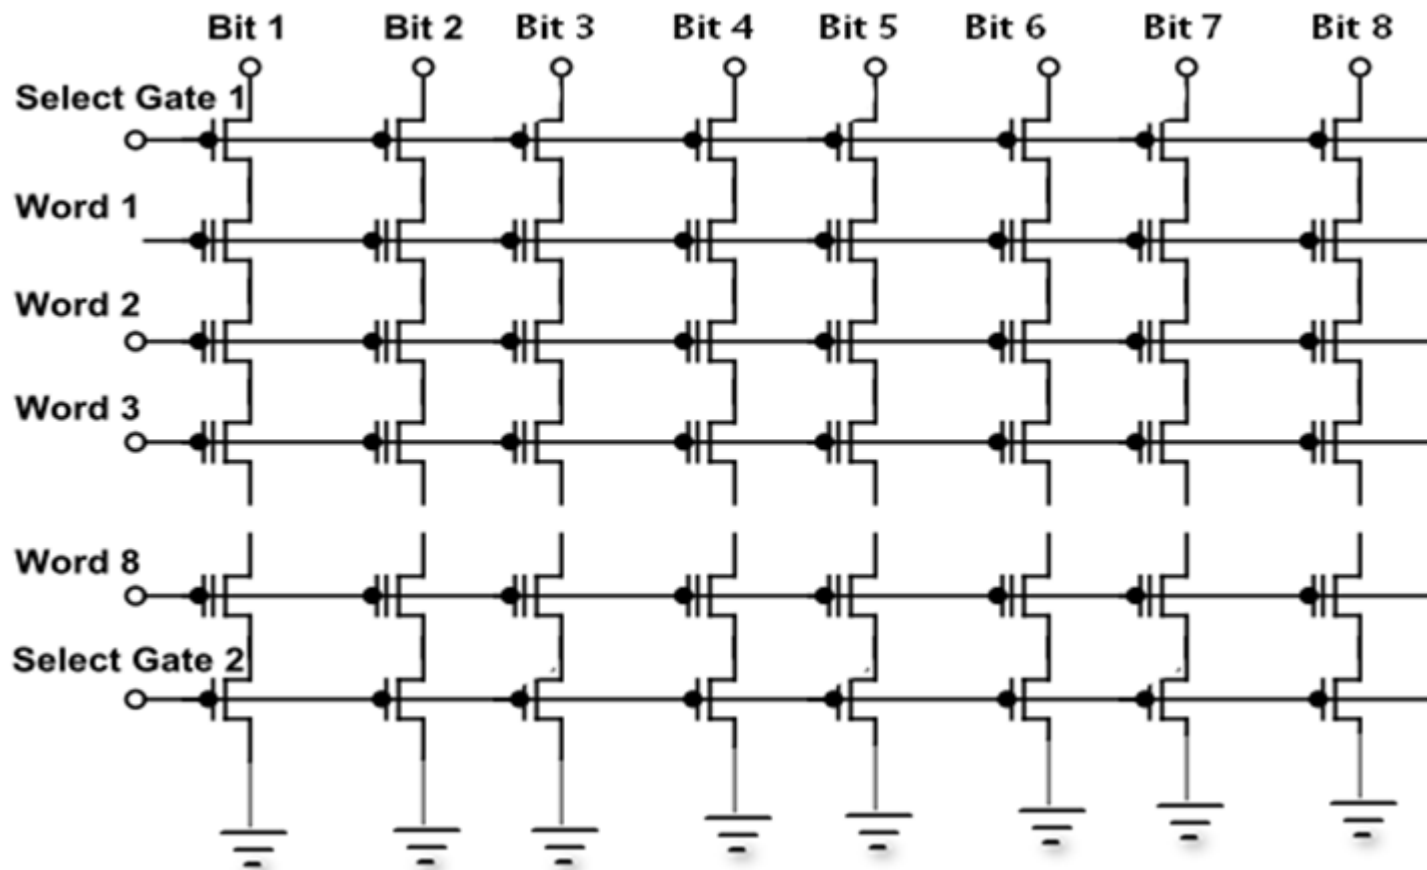 Bit 1 Bit 2 Bit 3 Bit 4 Bit 5 Bit 6 Bit 7 Bit 8
Select Gate 1
Word 1
Word 2
Word 3
Word 8
Select Gate 2